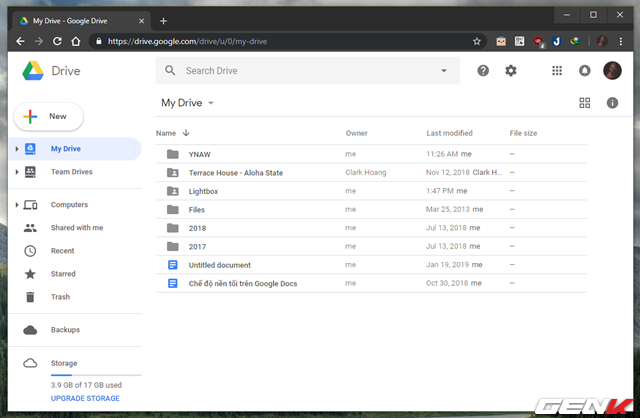 My Drive - Google Drive
https://drive.google.com/drive/u/0/my-drive
Drive
Search Drive
New
My Drive
Name
Owner
Last modified
File size
My Drive
Team Drives
Computers
Shared with me
Recent
Starred
Trash
Backups
Storage
3.9 GB of 17 GB used
UPGRADE STORAGE
YNAW me 11:26 AM me –
Terrace House - Aloha State Clark Hoang Nov 12, 2018 Clark H... –
Lightbox me 1:47 PM me –
Files me Mar 25, 2013 me –
2018 me Jul 13, 2018 me –
2017 me Jul 13, 2018 me –
Untitled document me Jan 19, 2019 me –
Chế độ nền tối trên Google Docs me Oct 30, 2018 me –
GENK